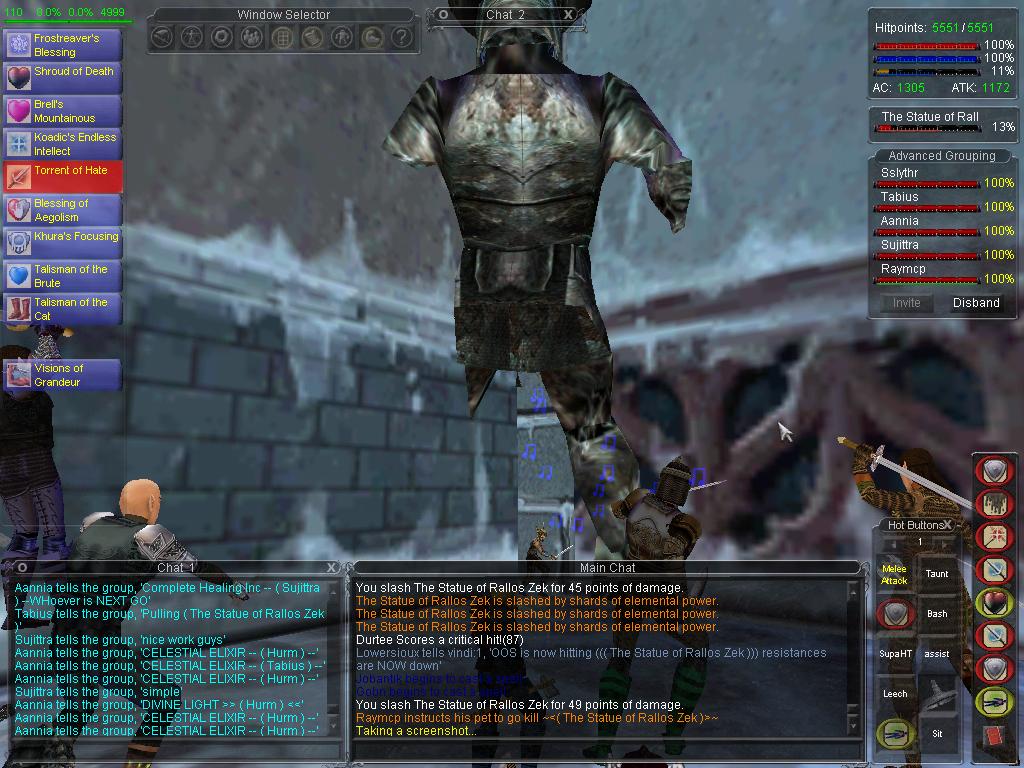 110 0.0% 0.0% 4999
Frostreaver's
Blessing
Shroud of Death
Brell's
Mountainous
Koadic's Endless
Intellect
Torrent of Hate
Blessing of
Aegolism
Khura's Focusing
Talisman of the
Brute
Talisman of the
Cat
Visions of
Grandeur
Window Selector
?
O Chat 2 X
Hitpoints: 5551/5551
100%
100%
11%
AC: 1305 ATK: 1172
The Statue of Rall
13%
Advanced Grouping
Sslythr
100%
Tabius
100%
Aannia
100%
Sujittra
100%
Raymcp
100%
Invite Disband
O Chat 1 X
Aannia tells the group, 'Complete Healing Inc -- ( Sujittra
) --WHoever is NEXT GO'
Tabius tells the group, 'Pulling ( The Statue of Rallos Zek
)'
Sujittra tells the group, 'nice work guys'
Aannia tells the group, 'CELESTIAL ELIXIR -- ( Hurm ) --'
Aannia tells the group, 'CELESTIAL ELIXIR -- ( Tabius ) --'
Aannia tells the group, 'CELESTIAL ELIXIR -- ( Hurm ) --'
Sujittra tells the group, 'simple'
Aannia tells the group, 'DIVINE LIGHT >> ( Hurm ) <<'
Aannia tells the group, 'CELESTIAL ELIXIR -- ( Hurm ) --'
Aannia tells the group, 'CELESTIAL ELIXIR -- ( Hurm ) --'
Main Chat
You slash The Statue of Rallos Zek for 45 points of damage.
The Statue of Rallos Zek is slashed by shards of elemental power.
The Statue of Rallos Zek is slashed by shards of elemental power.
The Statue of Rallos Zek is slashed by shards of elemental power.
Durtee Scores a critical hit!(87)
Lowersioux tells vindi:1, 'OOS is now hitting ((( The Statue of Rallos Zek ))) resistances
are NOW down'
Jobantik begins to cast a spell.
Gobn begins to cast a spell.
You slash The Statue of Rallos Zek for 49 points of damage.
Raymcp instructs his pet to go kill ~<( The Statue of Rallos Zek )>~
Taking a screenshot...
Hot Buttons X
1
Melee
Attack
Taunt
Bash
SupaHT
assist
Leech
Sit